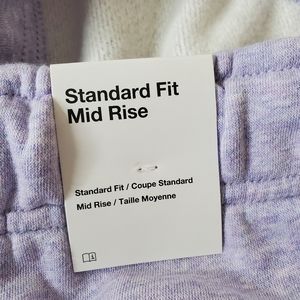 Standard Fit
Mid Rise
Standard Fit / Coupe Standard
Mid Rise / Taille Moyenne